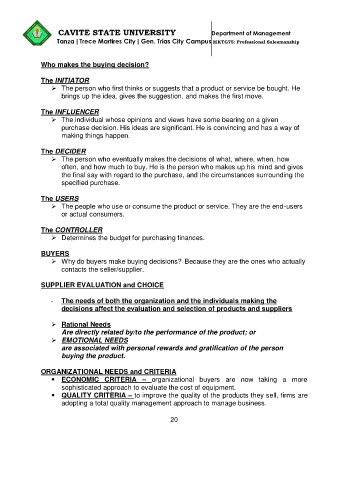 CAVITE STATE UNIVERSITY
Department of Management
Tanza |Trece Martires City | Gen. Trias City Campus MKTG75: Professional Salesmanship
Who makes the buying decision?
The INITIATOR
➢ The person who first thinks or suggests that a product or service be bought. He
brings up the idea, gives the suggestion, and makes the first move.
The INFLUENCER
➢ The individual whose opinions and views have some bearing on a given
purchase decision. His ideas are significant. He is convincing and has a way of
making things happen.
The DECIDER
➢ The person who eventually makes the decisions of what, where, when, how
often, and how much to buy. He is the person who makes up his mind and gives
the final say with regard to the purchase, and the circumstances surrounding the
specified purchase.
The USERS
➢ The people who use or consume the product or service. They are the end-users
or actual consumers.
The CONTROLLER
➢ Determines the budget for purchasing finances.
BUYERS
➢ Why do buyers make buying decisions? Because they are the ones who actually
contacts the seller/supplier.
SUPPLIER EVALUATION and CHOICE
- The needs of both the organization and the individuals making the
decisions affect the evaluation and selection of products and suppliers
➢ Rational Needs
Are directly related by/to the performance of the product; or
➢ EMOTIONAL NEEDS
are associated with personal rewards and gratification of the person
buying the product.
ORGANIZATIONAL NEEDS and CRITERIA
• ECONOMIC CRITERIA – organizational buyers are now taking a more
sophisticated approach to evaluate the cost of equipment.
• QUALITY CRITERIA – to improve the quality of the products they sell, firms are
adopting a total quality management approach to manage business.
20